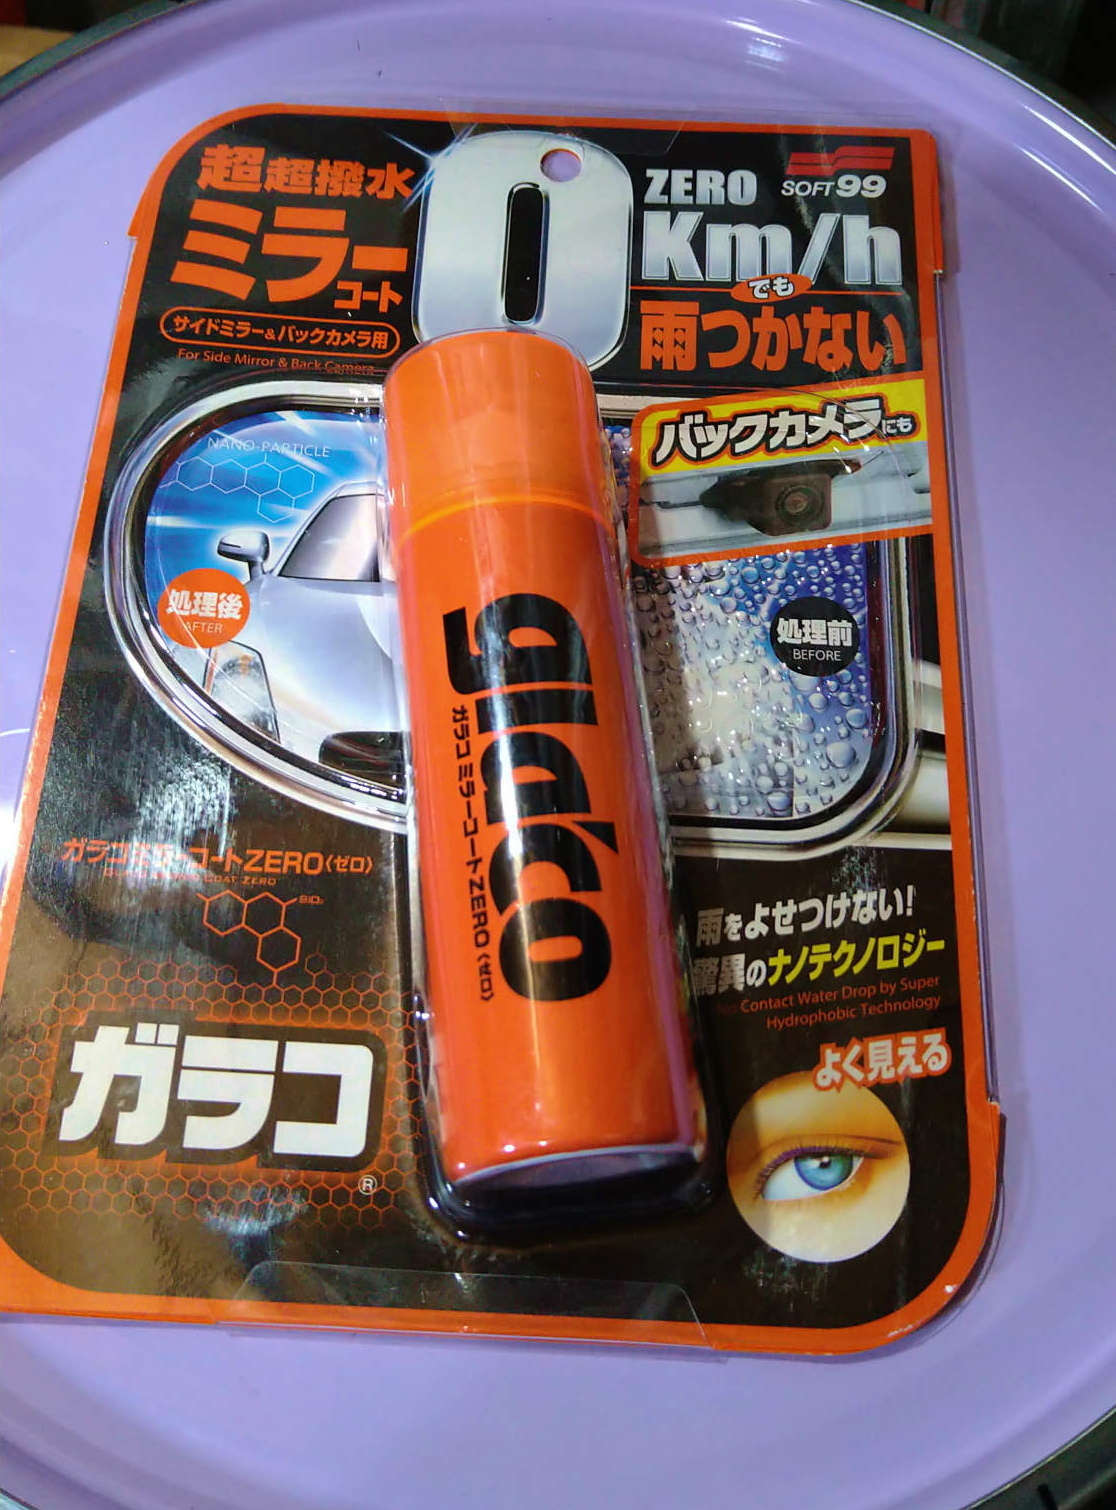 超超撥水
ミラー
コート
サイドミラー&バックカメラ用
For Side Mirror & Back Camera
0
ZERO
Km/h
でも
雨つかない
SOFT99
バックカメラにも
NANO-PARTICLE
処理後
AFTER
処理前
BEFORE
glaco
ガラコミラーコートZERO〈ゼロ〉
ガラコミラーコートZERO〈ゼロ〉
COAT ZERO
雨をよせつけない!
驚異のナノテクノロジー
Contact Water Drop by Super
Hydrophobic Technology
よく見える
ガラコ
®